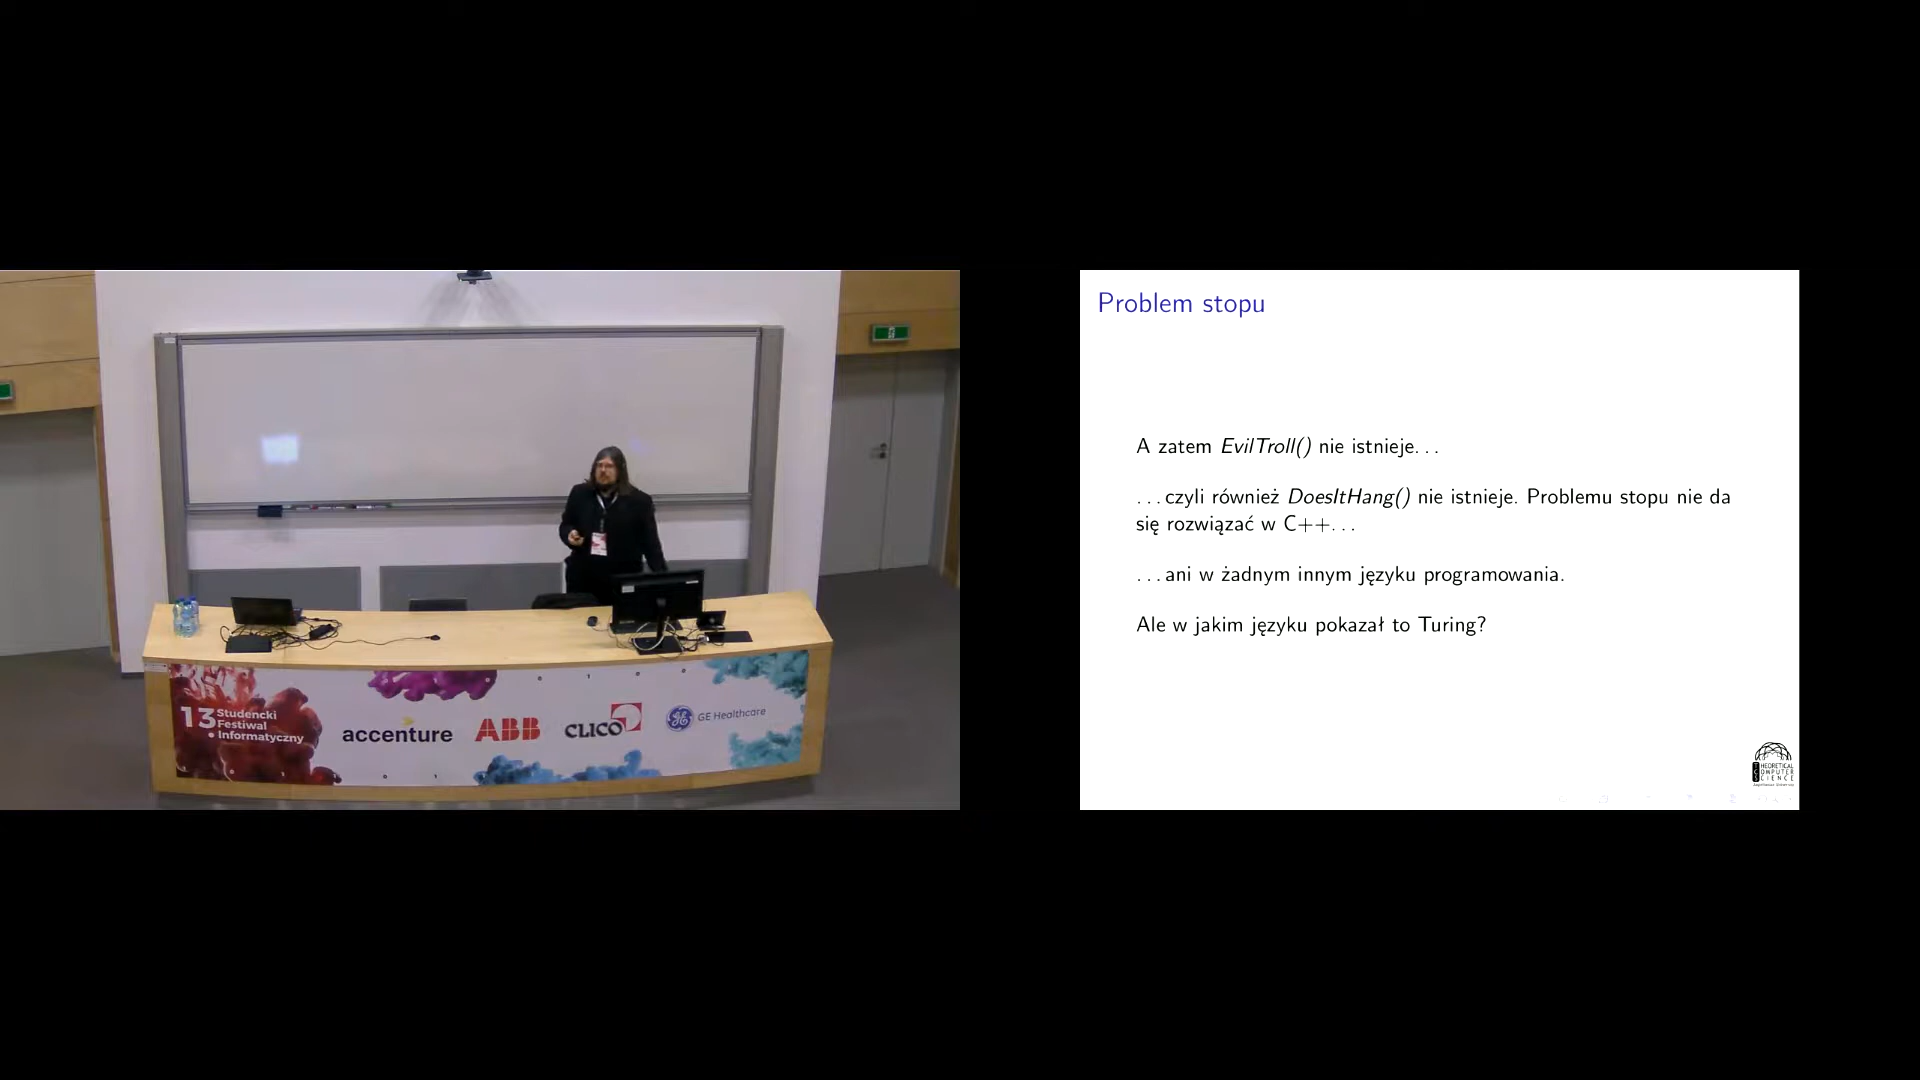 Problem stopu
A zatem EvilTroll() nie istnieje...
...czyli również DoesItHang() nie istnieje. Problemu stopu nie da
się rozwiązać w C++...
...ani w żadnym innym języku programowania.
Ale w jakim języku pokazał to Turing?
THEORETICAL
COMPUTER
SCIENCE
13 Studencki
Festiwal
Informatyczny
accenture
ABB
CLICO
GE Healthcare